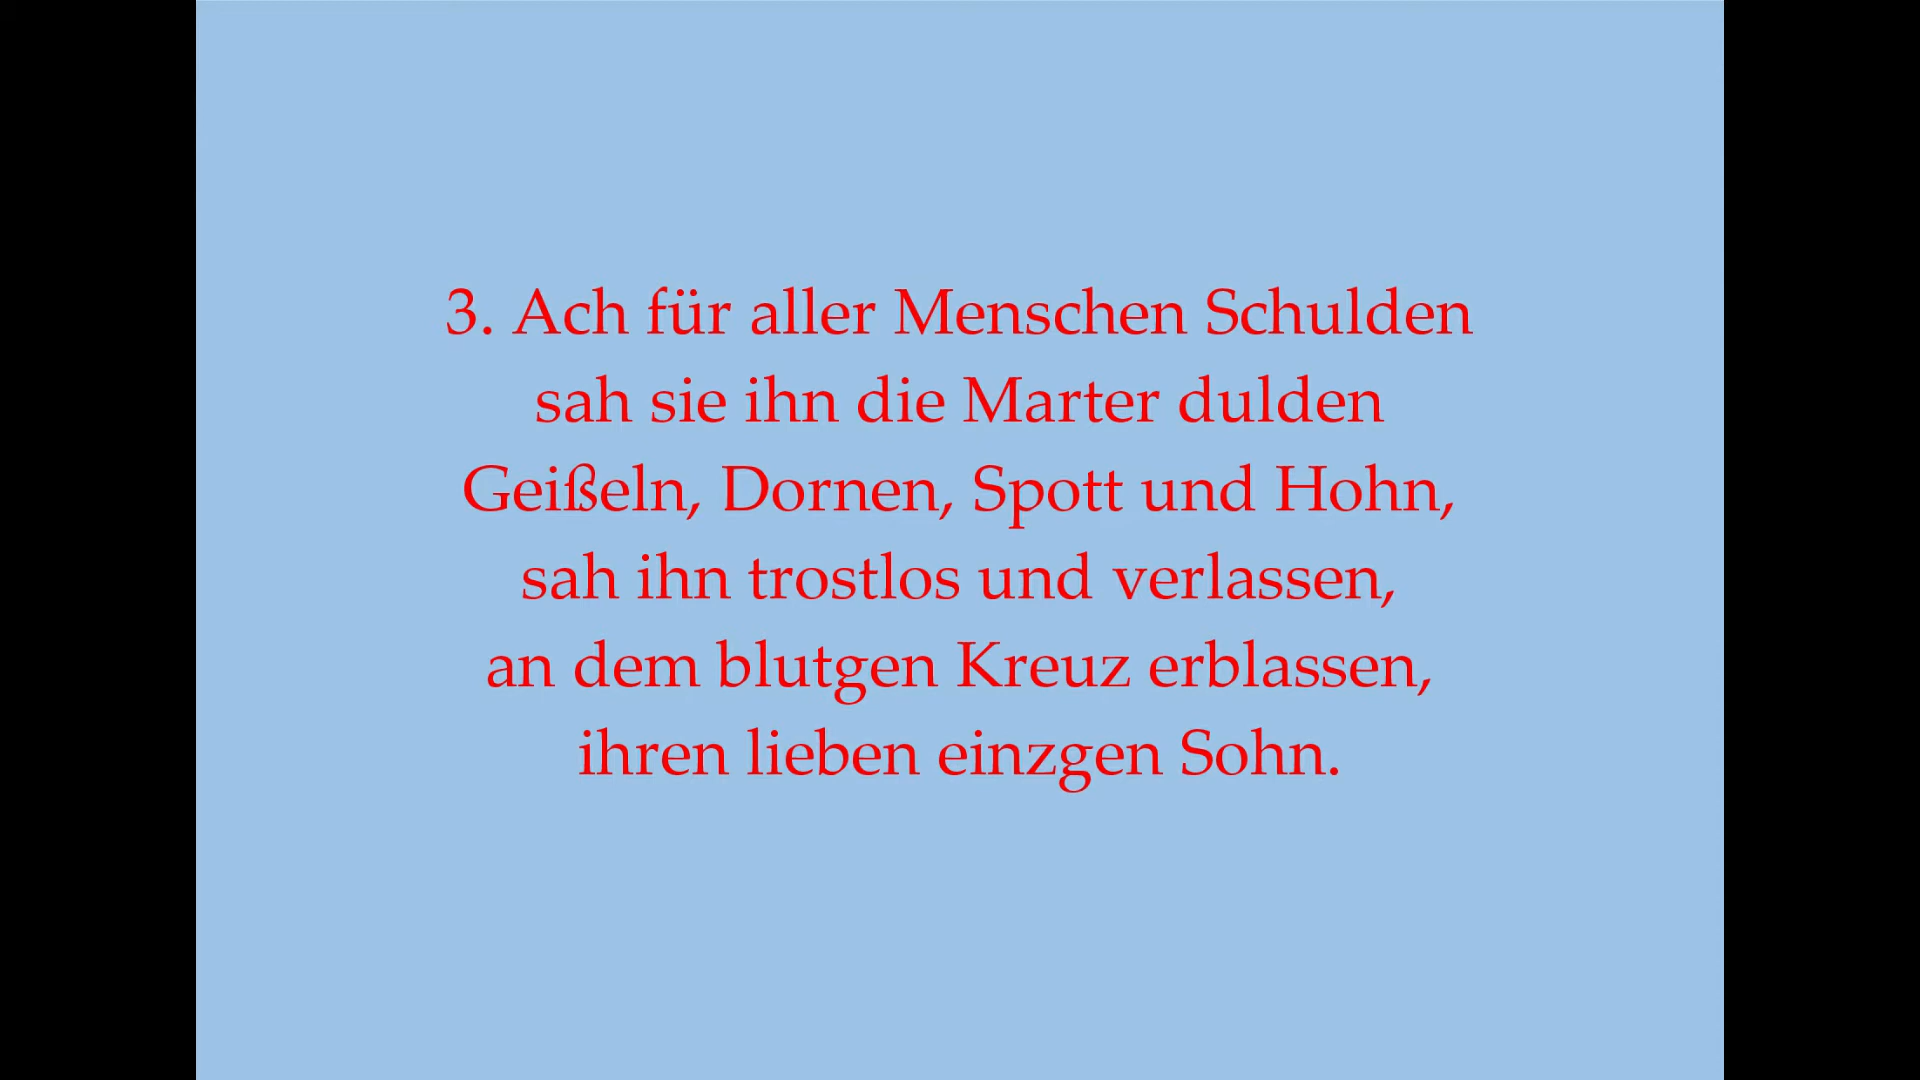 3. Ach für aller Menschen Schulden
sah sie ihn die Marter dulden
Geißeln, Dornen, Spott und Hohn,
sah ihn trostlos und verlassen,
an dem blutgen Kreuz erblassen,
ihren lieben einzgen Sohn.